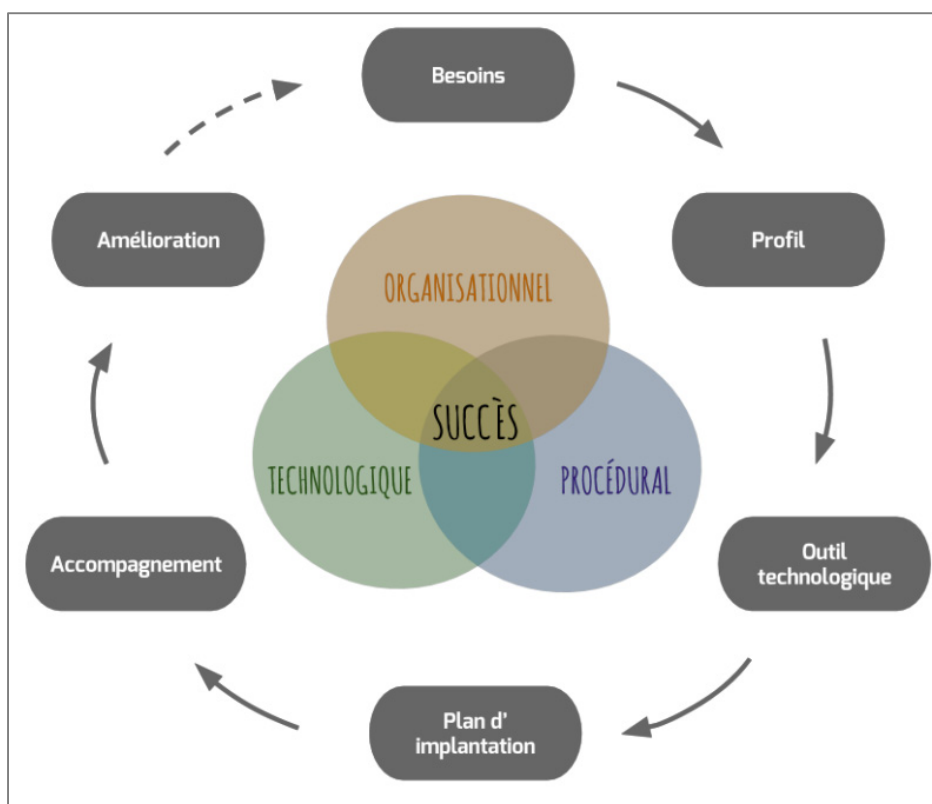 Besoins
Amélioration
Profil
ORGANISATIONNEL
SUCCÈS
TECHNOLOGIQUE
PROCÉDURAL
Accompagnement
Outil
technologique
Plan d'
implantation